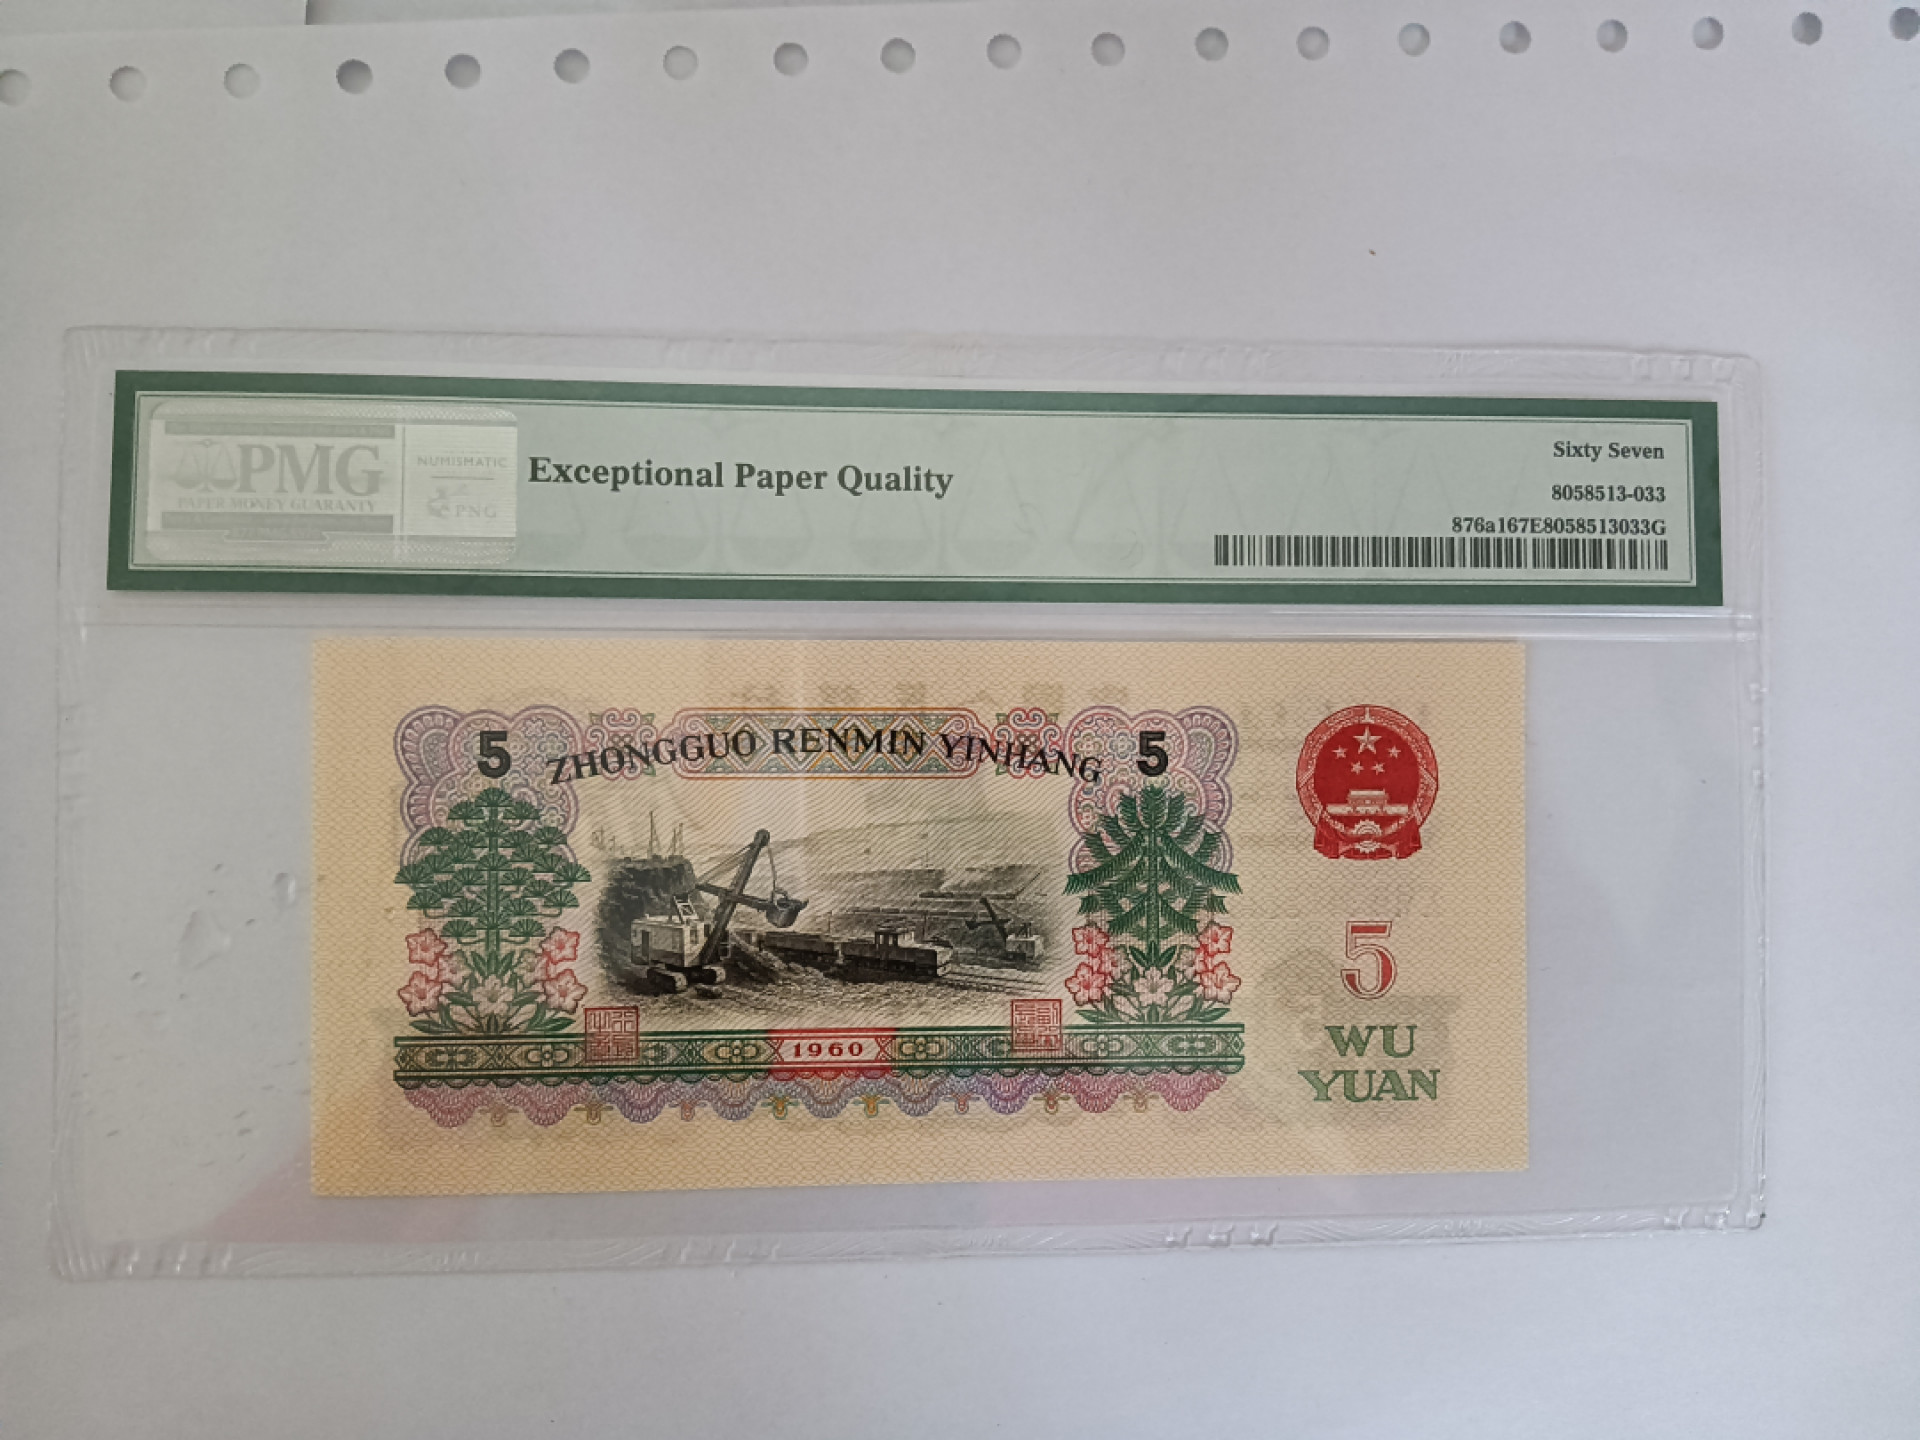 PMG
PAPER MONEY GUARANTY
NUMISMATIC
PNG
Exceptional Paper Quality
Sixty Seven
8058513-033
876a167E8058513033G
5 ZHONGGUO RENMIN YINHANG 5
5
WU
YUAN
1960